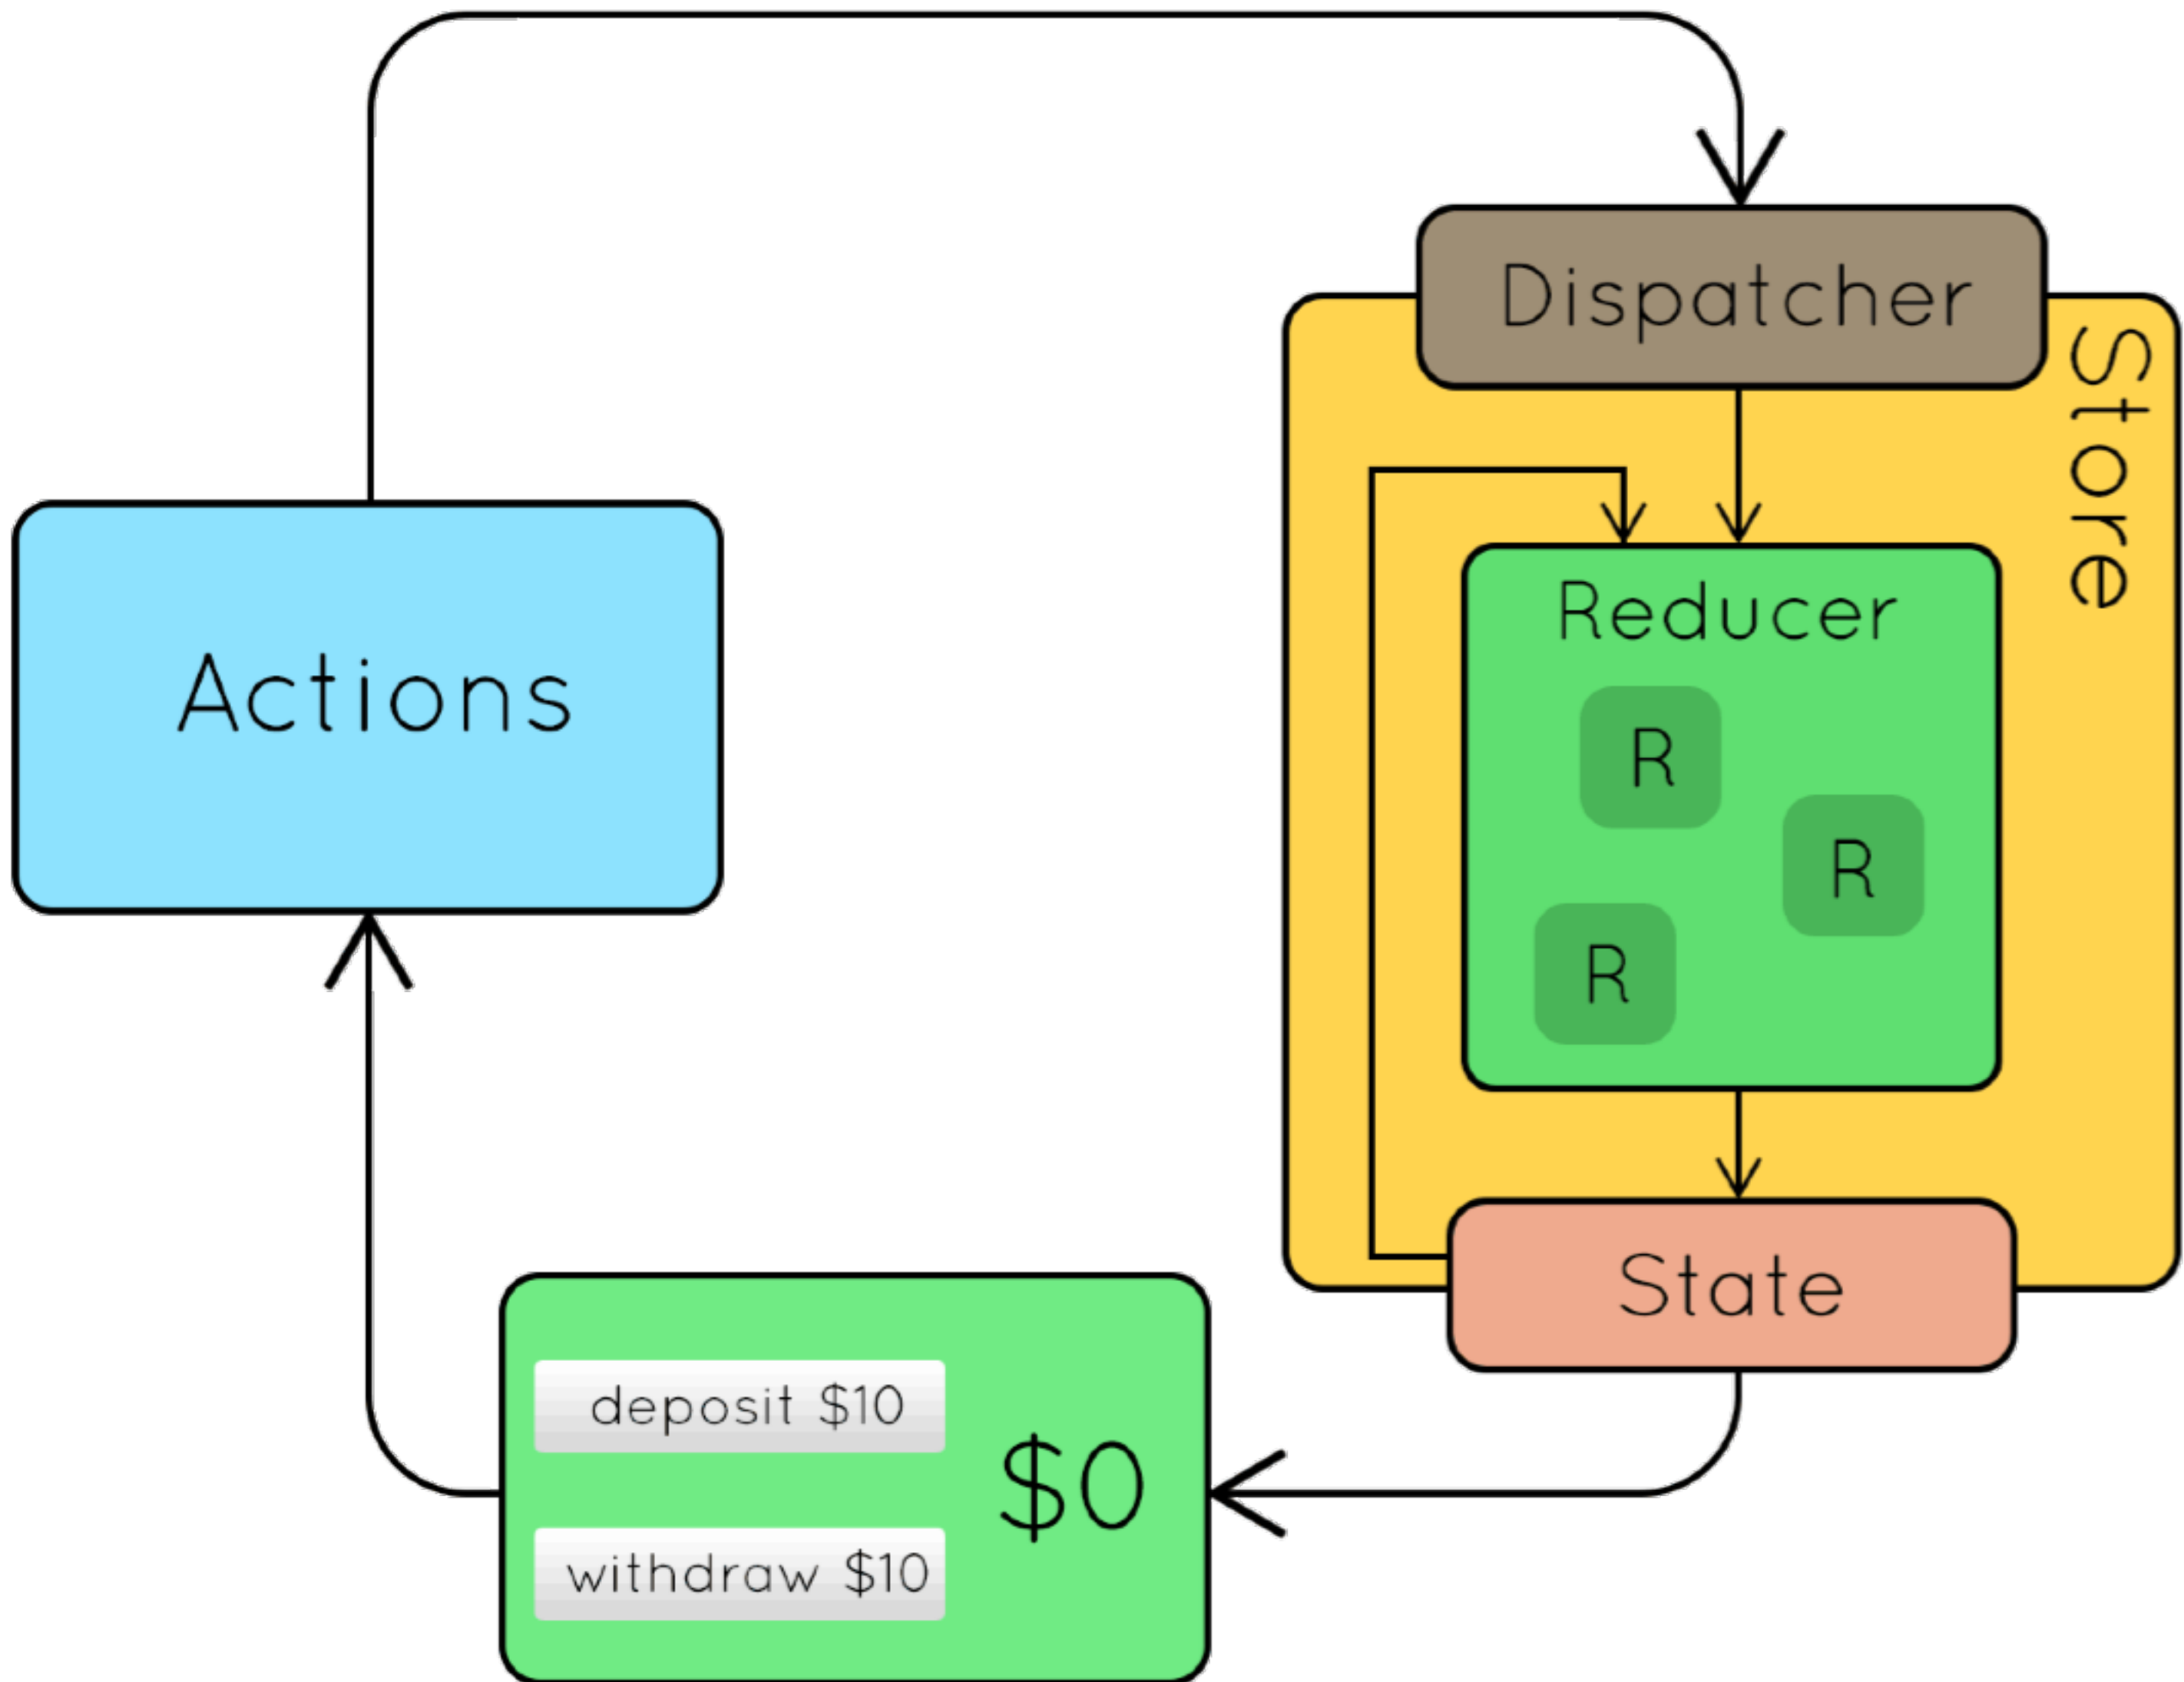 Dispatcher
Store
Reducer
R
R
R
Actions
State
deposit $10
$0
withdraw $10